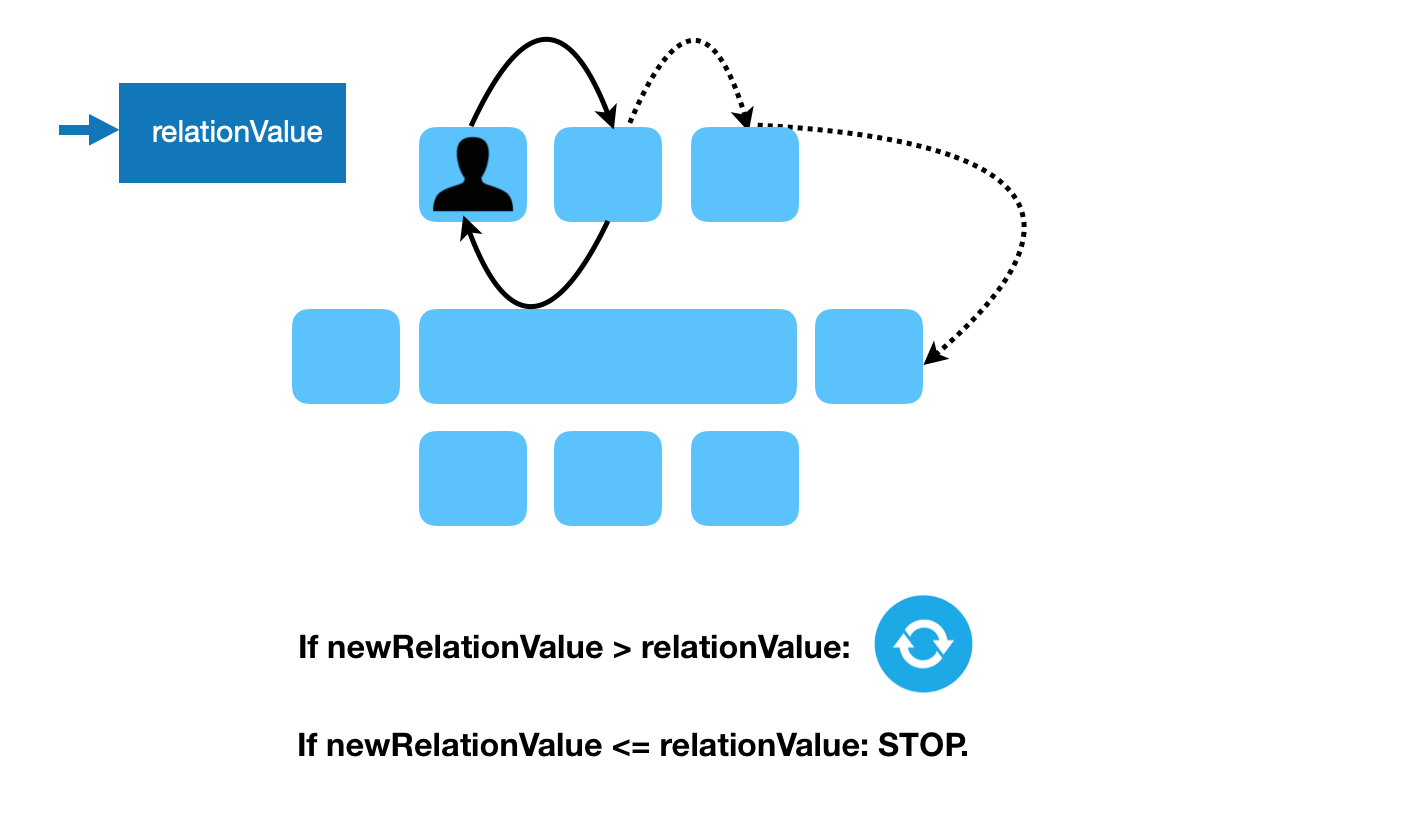 relationValue
If newRelationValue > relationValue:
If newRelationValue <= relationValue: STOP.